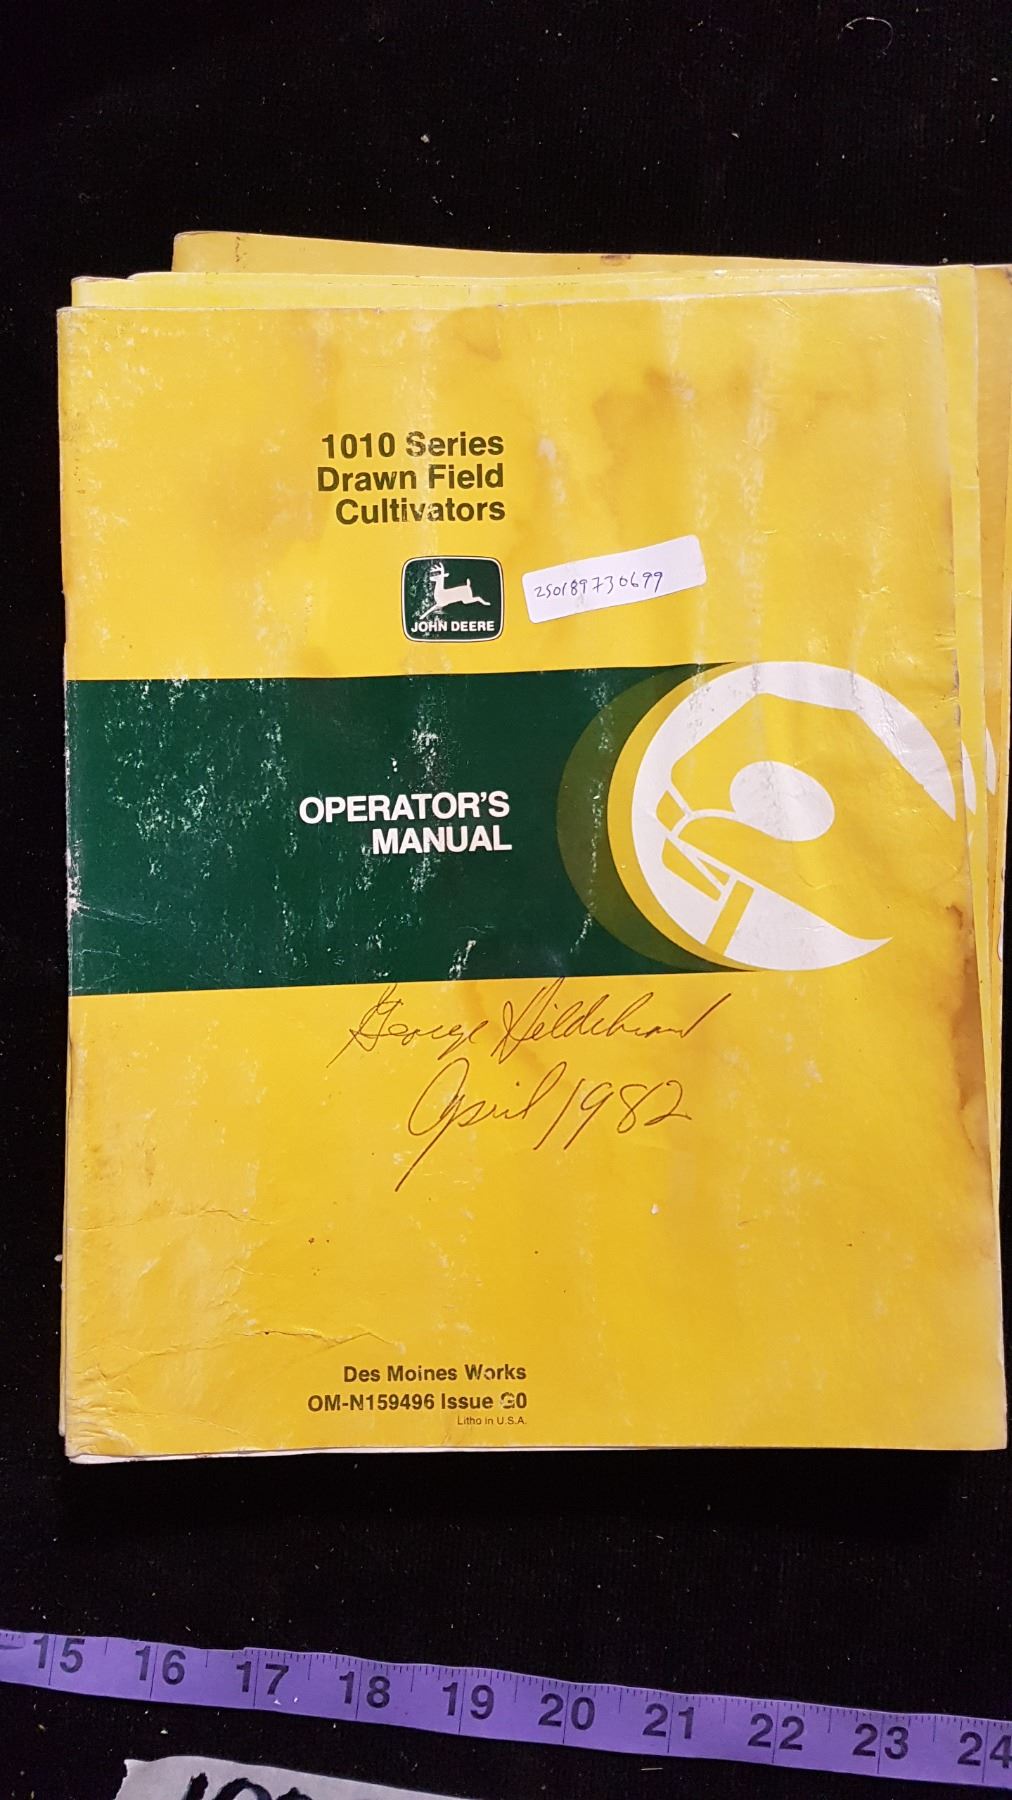 1010 Series
Drawn Field
Cultivators
JOHN DEERE
250189730699
OPERATOR'S
MANUAL
George Hildebrand
April 1982
Des Moines Works
OM-N159496 Issue G0
Litho in U.S.A.
15 16 17 18 19 20 21 22 23 24